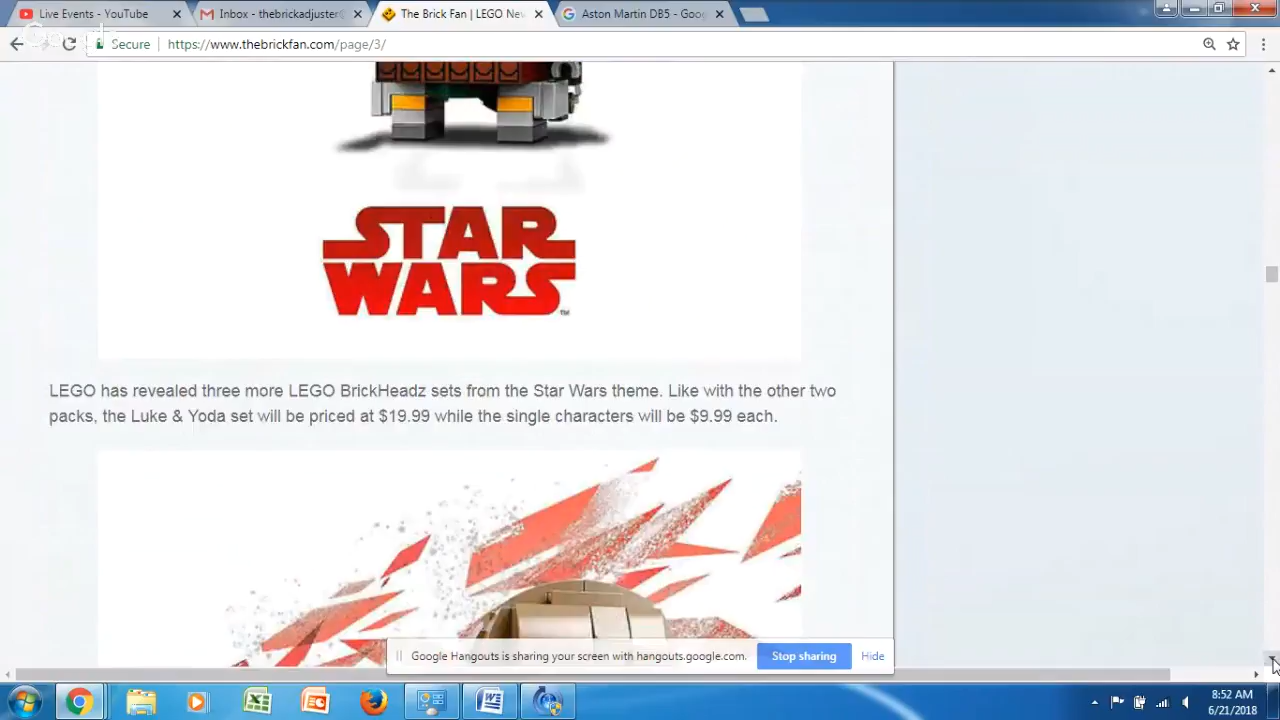 Live Events - YouTube
Inbox - thebrickadjuster@
The Brick Fan | LEGO Nev
Aston Martin DB5 - Goog
Secure
https://www.thebrickfan.com/page/3/
STAR
WARS
TM
LEGO has revealed three more LEGO BrickHeadz sets from the Star Wars theme. Like with the other two
packs, the Luke & Yoda set will be priced at $19.99 while the single characters will be $9.99 each.
Google Hangouts is sharing your screen with hangouts.google.com.
Stop sharing
Hide
8:52 AM
6/21/2018